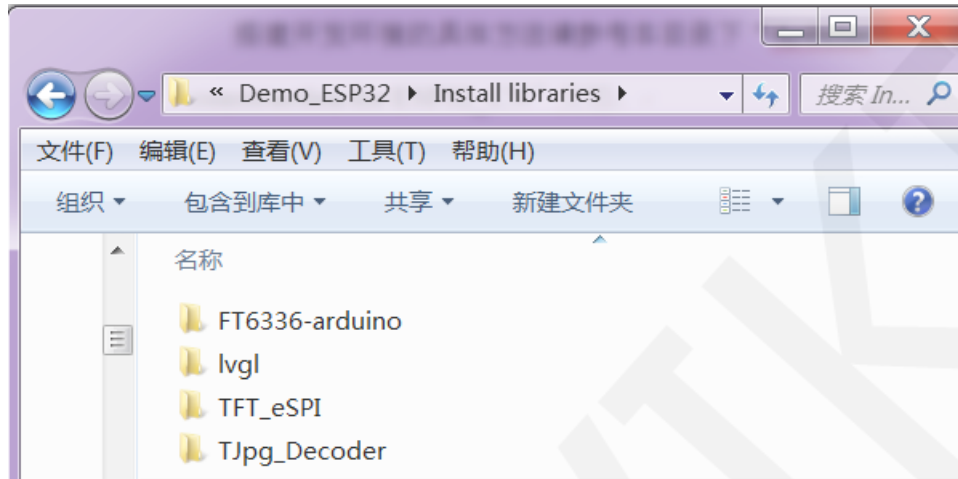 « Demo_ESP32 Install libraries
搜索 In...
文件(F) 编辑(E) 查看(V) 工具(T) 帮助(H)
组织 包含到库中 共享 新建文件夹
名称
FT6336-arduino
lvgl
TFT_eSPI
TJpg_Decoder